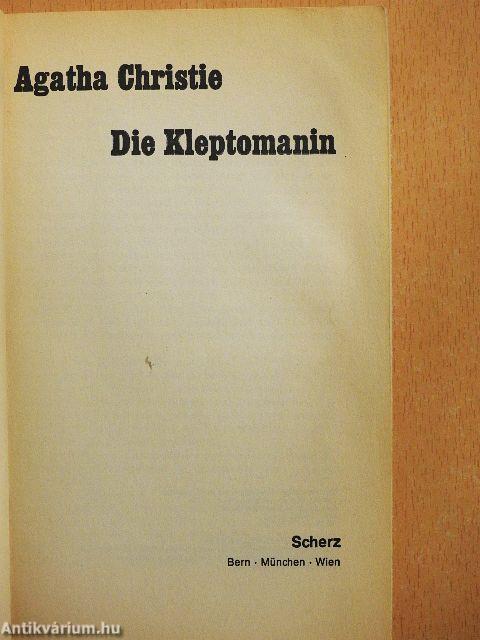 Agatha Christie
Die Kleptomanin
Scherz
Bern · München · Wien
Antikvárium.hu